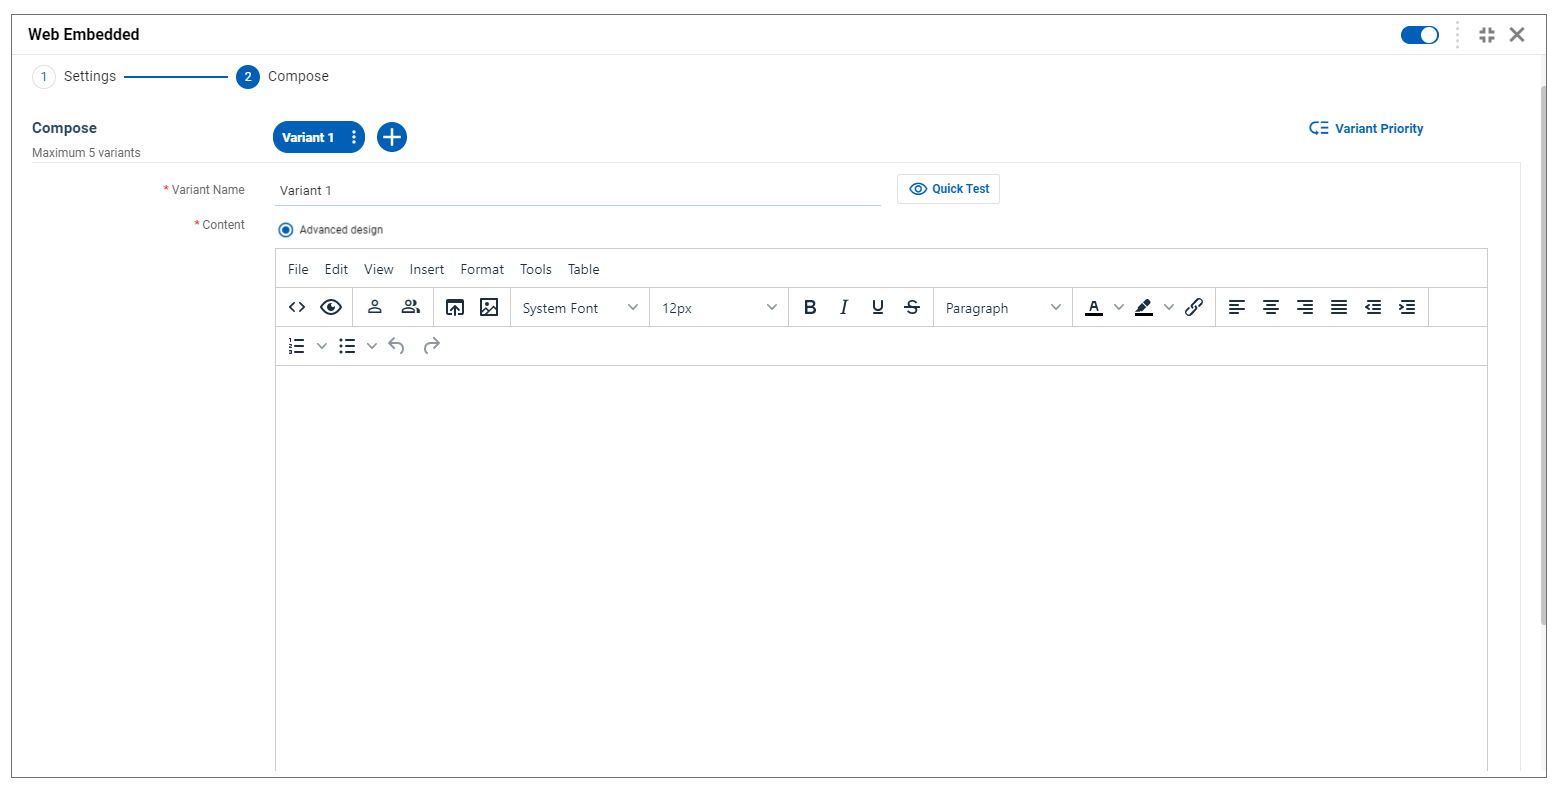 Web Embedded
1 Settings 2 Compose
Compose
Maximum 5 variants
Variant 1
Variant Priority
* Variant Name
Variant 1
Quick Test
* Content
Advanced design
File Edit View Insert Format Tools Table
System Font 12px B I U S Paragraph A